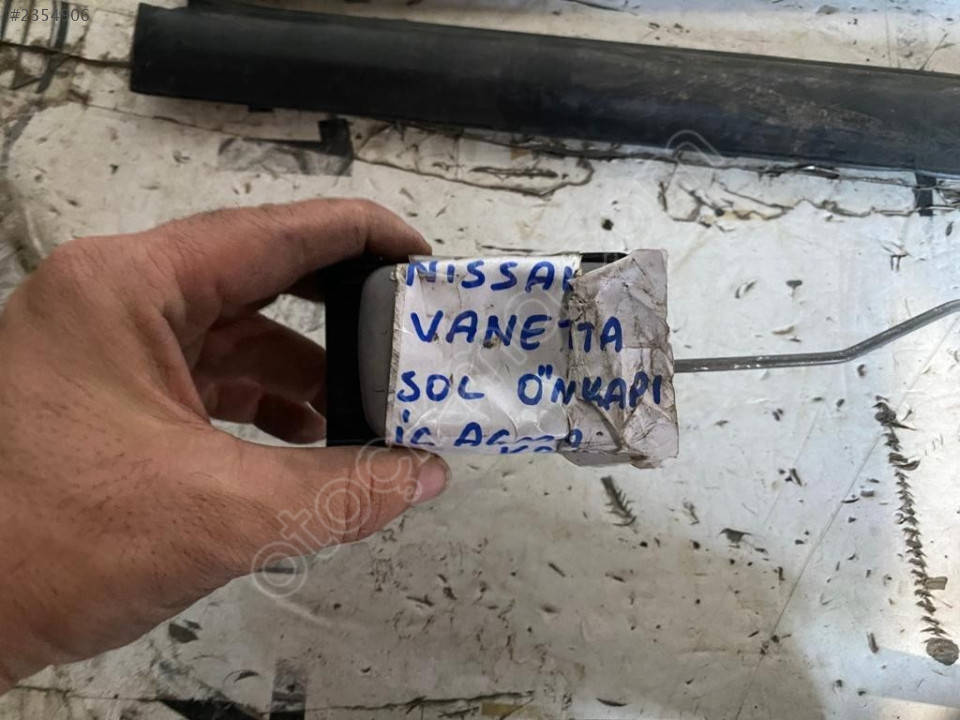 #2354906
NISSAN
VANETTA
SOL ÖNKAPI
İÇ